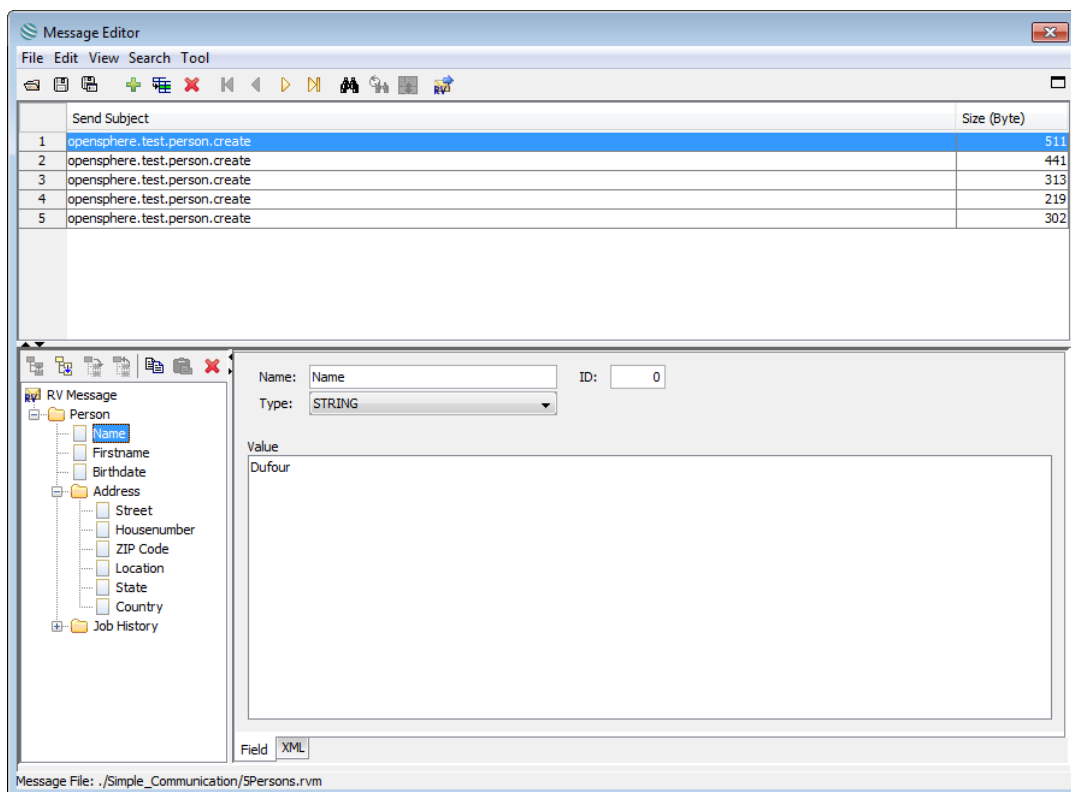 Message Editor
File Edit View Search Tool
RV
Send Subject Size (Byte)
1 opensphere.test.person.create 511
2 opensphere.test.person.create 441
3 opensphere.test.person.create 313
4 opensphere.test.person.create 219
5 opensphere.test.person.create 302
RV RV Message
Person
Name
Firstname
Birthdate
Address
Street
Housenumber
ZIP Code
Location
State
Country
Job History
Name: Name ID: 0
Type: STRING
Value
Dufour
Field XML
Message File: ./Simple_Communication/5Persons.rvm